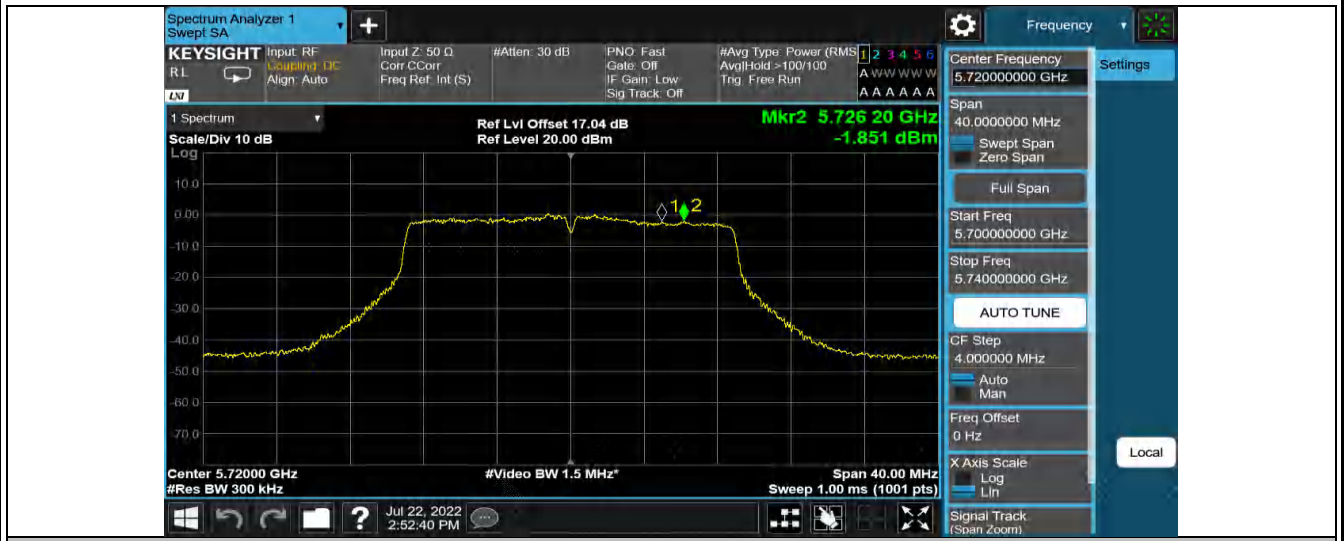 Spectrum Analyzer 1
Swept SA
+
Frequency
KEYSIGHT
RL
LXI
Input: RF
Coupling: DC
Align: Auto
Input Z: 50 Ω
Corr CCorr
Freq Ref: Int (S)
#Atten: 30 dB
PNO: Fast
Gate: Off
IF Gain: Low
Sig Track: Off
#Avg Type: Power (RMS
Avg|Hold:>100/100
Trig: Free Run
1 2 3 4 5 6
A W W W W W
A A A A A A
Center Frequency
5.720000000 GHz
Settings
Span
40.0000000 MHz
Swept Span
Zero Span
Full Span
Start Freq
5.700000000 GHz
Stop Freq
5.740000000 GHz
AUTO TUNE
CF Step
4.000000 MHz
Auto
Man
Freq Offset
0 Hz
X Axis Scale
Log
Lin
Local
Signal Track
(Span Zoom)
1 Spectrum
Scale/Div 10 dB
Log
Ref Lvl Offset 17.04 dB
Ref Level 20.00 dBm
Mkr2 5.726 20 GHz
-1.851 dBm
10.0
0.00
-10.0
-20.0
-30.0
-40.0
-50.0
-60.0
-70.0
1 2
Center 5.72000 GHz
#Res BW 300 kHz
#Video BW 1.5 MHz*
Span 40.00 MHz
Sweep 1.00 ms (1001 pts)
?
Jul 22, 2022
2:52:40 PM